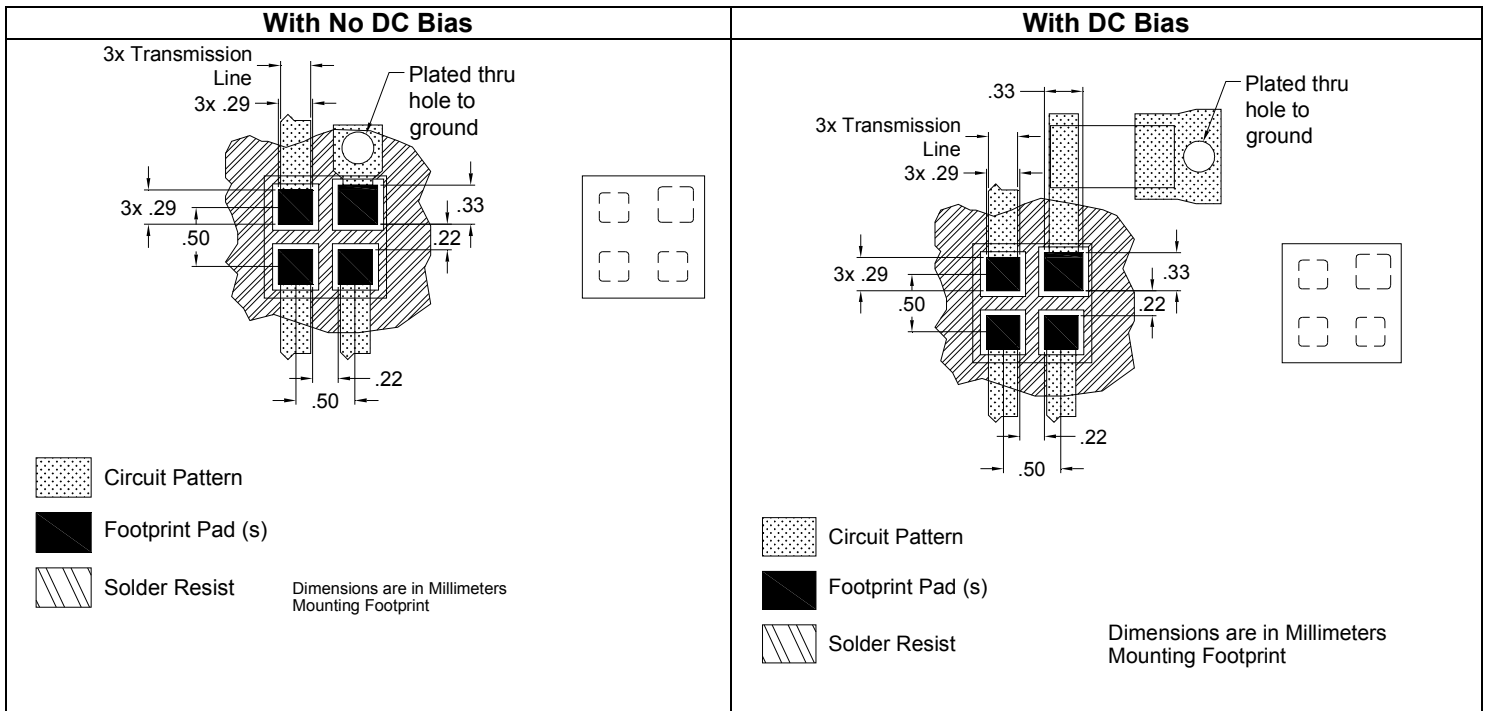 With No DC Bias
3x Transmission
Line
3x .29
Plated thru
hole to
ground
3x .29
.50
.33
.22
.22
.50
Circuit Pattern
Footprint Pad (s)
Solder Resist
Dimensions are in Millimeters
Mounting Footprint
With DC Bias
.33
Plated thru
hole to
ground
3x Transmission
Line
3x .29
3x .29
.50
.33
.22
.22
.50
Circuit Pattern
Footprint Pad (s)
Solder Resist
Dimensions are in Millimeters
Mounting Footprint